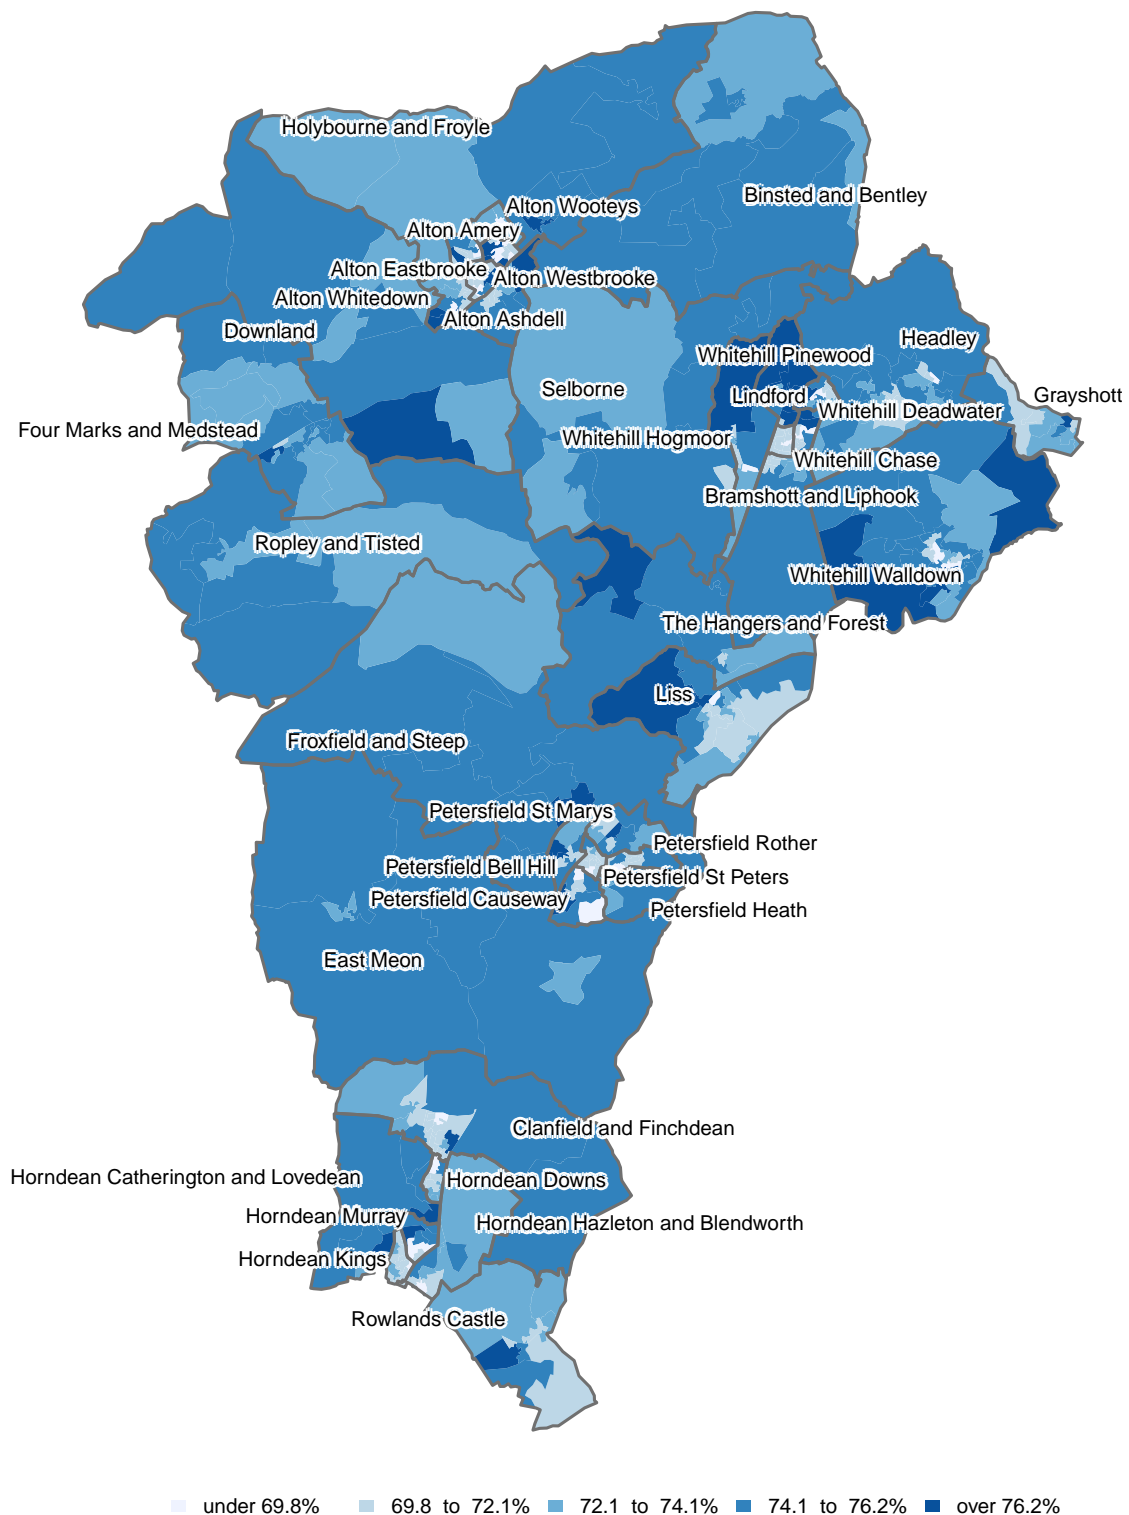 Holybourne and Froyle
Binsted and Bentley
Alton Wooteys
Alton Amery
Alton Eastbrooke
Alton Westbrooke
Alton Whitedown
Alton Ashdell
Downland
Headley
Whitehill Pinewood
Selborne
Lindford
Grayshott
Whitehill Deadwater
Four Marks and Medstead
Whitehill Hogmoor
Whitehill Chase
Bramshott and Liphook
Ropley and Tisted
Whitehill Walldown
The Hangers and Forest
Liss
Froxfield and Steep
Petersfield St Marys
Petersfield Rother
Petersfield Bell Hill
Petersfield St Peters
Petersfield Causeway
Petersfield Heath
East Meon
Clanfield and Finchdean
Horndean Catherington and Lovedean
Horndean Downs
Horndean Murray
Horndean Hazleton and Blendworth
Horndean Kings
Rowlands Castle
under 69.8% 69.8 to 72.1% 72.1 to 74.1% 74.1 to 76.2% over 76.2%